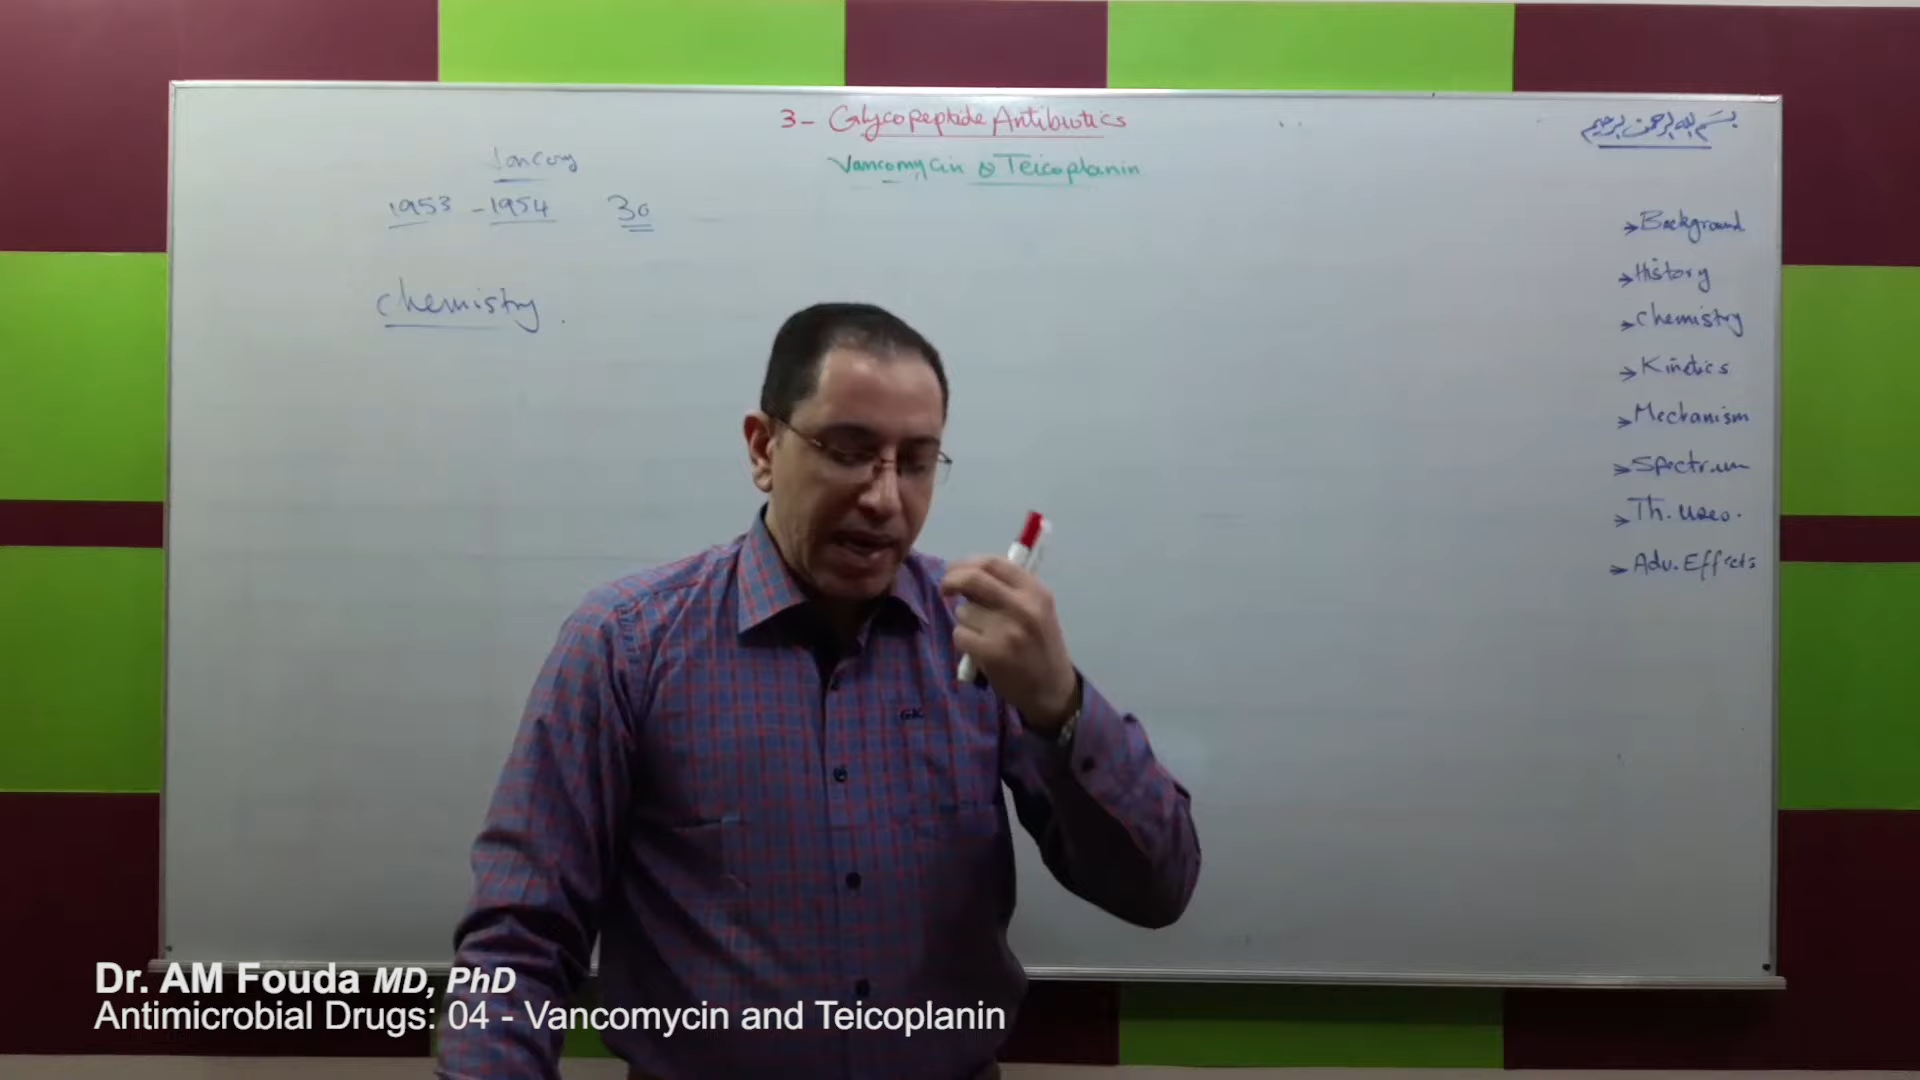 3- Glycopeptide Antibiotics
Vancomycin & Teicoplanin
بسم الله الرحمن الرحيم
1953 - 1954 30
chemistry.
→ Background
→ History
→ Chemistry
→ Kinetics
→ Mechanism
→ Spectrum
→ Th. uses.
→ Adv. Effects
GK
Dr. AM Fouda MD, PhD
Antimicrobial Drugs: 04 - Vancomycin and Teicoplanin